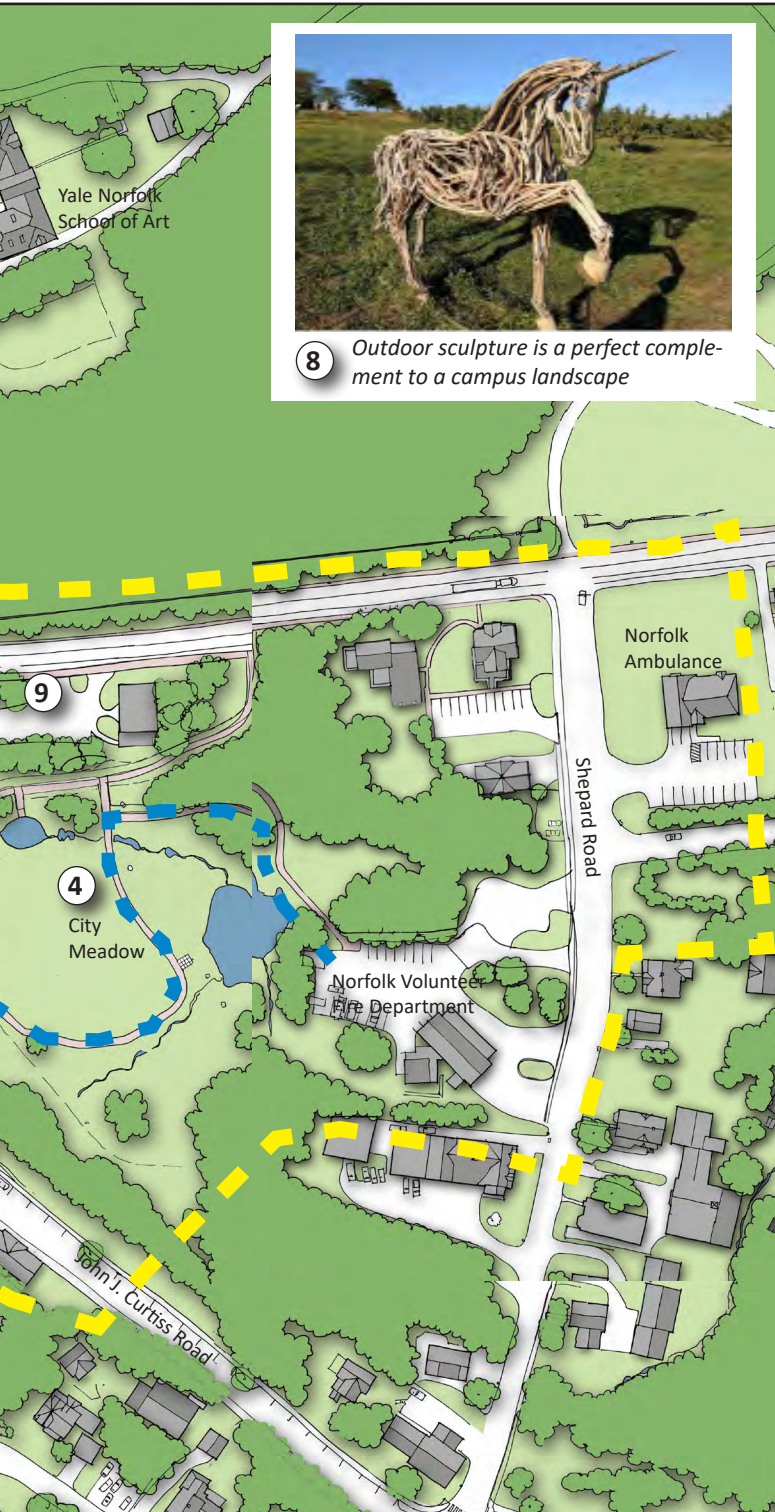 Yale Norfolk
School of Art
8
Outdoor sculpture is a perfect comple-
ment to a campus landscape
Norfolk
Ambulance
9
Shepard Road
4
City
Meadow
Norfolk Volunteer
Fire Department
John J. Curtiss Road